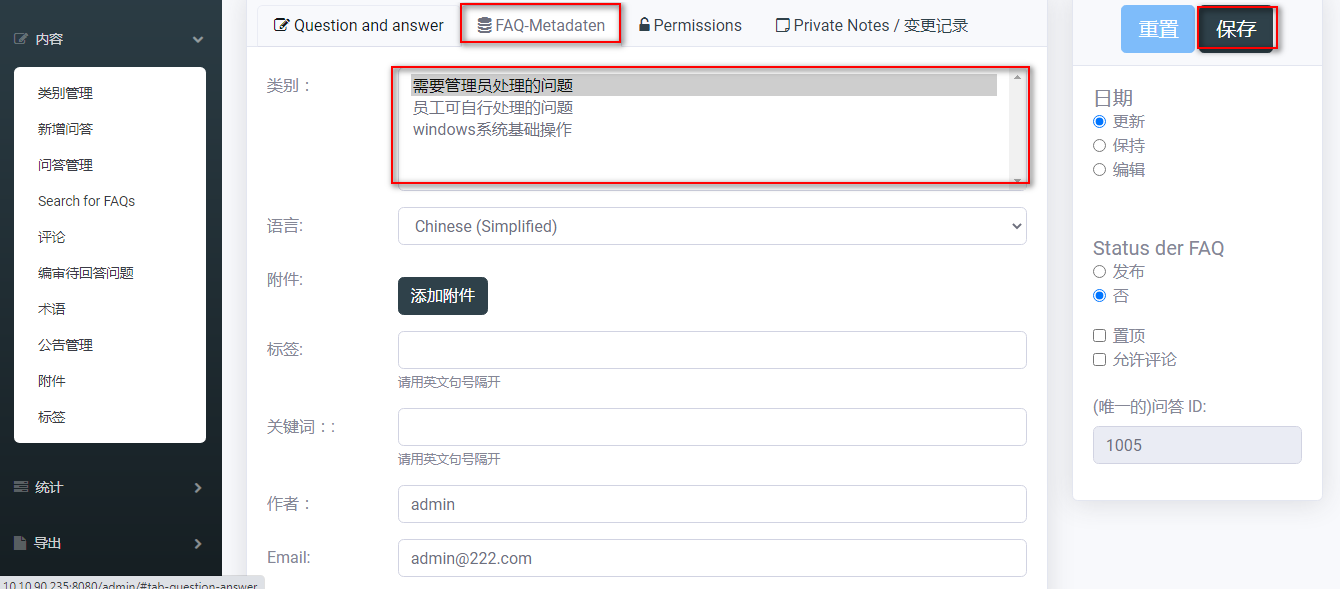 内容
类别管理
新增问答
问答管理
Search for FAQs
评论
编审待回答问题
术语
公告管理
附件
标签
统计
导出
10.10.90.235:8080/admin/#tab-question-answer
Question and answer
FAQ-Metadaten
Permissions
Private Notes / 变更记录
类别：
需要管理员处理的问题
员工可自行处理的问题
windows系统基础操作
语言:
Chinese (Simplified)
附件:
添加附件
标签:
请用英文句号隔开
关键词：:
请用英文句号隔开
作者：
admin
Email:
admin@222.com
重置
保存
日期
更新
保持
编辑
Status der FAQ
发布
否
置顶
允许评论
(唯一的)问答 ID:
1005